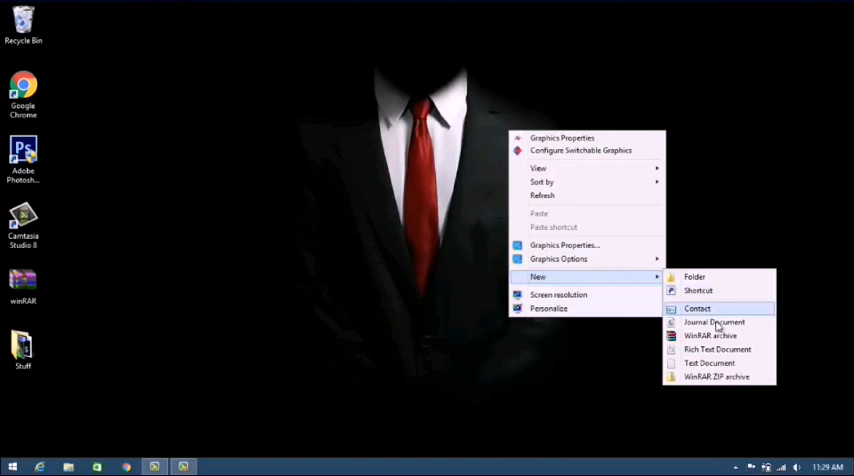 Recycle Bin
Google
Chrome
Ps
Adobe
Photosh...
Camtasia
Studio 8
winRAR
Stuff
Graphics Properties
Configure Switchable Graphics
View
Sort by
Refresh
Paste
Paste shortcut
Graphics Properties...
Graphics Options
New
Screen resolution
Personalize
Folder
Shortcut
Contact
Journal Document
WinRAR archive
Rich Text Document
Text Document
WinRAR ZIP archive
11:29 AM